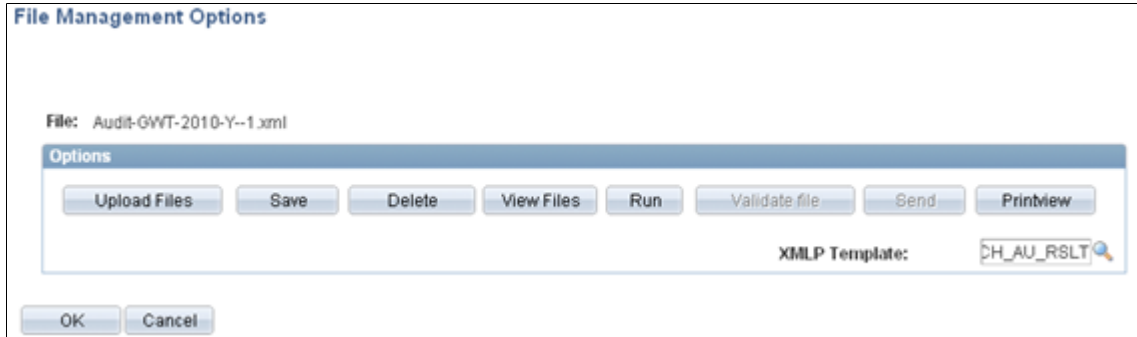 File Management Options
File: Audit-GWT-2010-Y--1.xml
Options
Upload Files Save Delete View Files Run Validate file Send Printview
XMLP Template: CH_AU_RSLT
OK Cancel